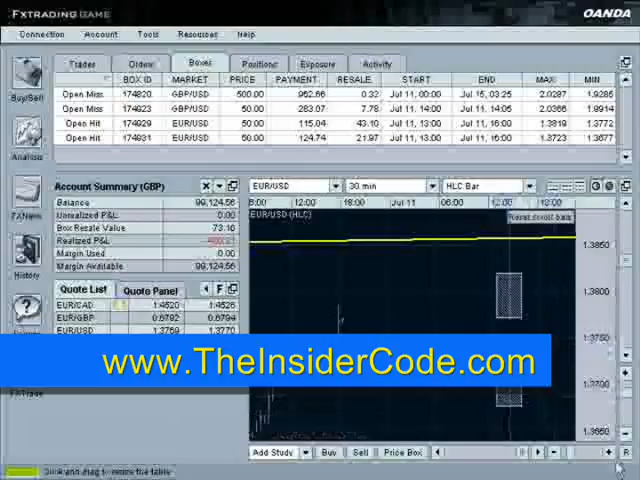 FXTRADING GAME
OANDA
Connection Account Tools Resources Help
Trades Orders Boxes Positions Exposure Activity
BOX ID MARKET PRICE PAYMENT RESALE START END MAX MIN
Open Miss 174820 GBP/USD 500.00 952.66 0.32 Jul 11, 00:00 Jul 15, 03:25 2.0287 1.9285
Open Miss 174923 GBP/USD 50.00 283.07 7.78 Jul 11, 14:00 Jul 11, 14:05 2.0366 1.9914
Open Hit 174929 EUR/USD 50.00 115.04 43.10 Jul 11, 13:00 Jul 11, 16:00 1.3819 1.3772
Open Hit 174931 EUR/USD 50.00 124.74 21.97 Jul 11, 13:00 Jul 11, 16:00 1.3723 1.3677
Buy/Sell
Analysis
FXNews
History
Account Summary (GBP)
Balance 99,124.56
Unrealized P&L 0.00
Box Resale Value 73.16
Realized P&L
Margin Used 0.00
Margin Available 99,124.56
Quote List Quote Panel F
EUR/CAD 1.4520 1.4526
EUR/GBP 0.6792 0.6794
EUR/USD 1.3769 1.3770
EUR/USD 30 min HLC Bar
12:00 18:00 Jul 11 06:00 12:00
EUR/USD (HLC)
1.3850
1.3800
1.3750
1.3700
1.3650
www.TheInsiderCode.com
FXTrade
Add Study Buy Sell Price Box R
Click and drag to resize the table